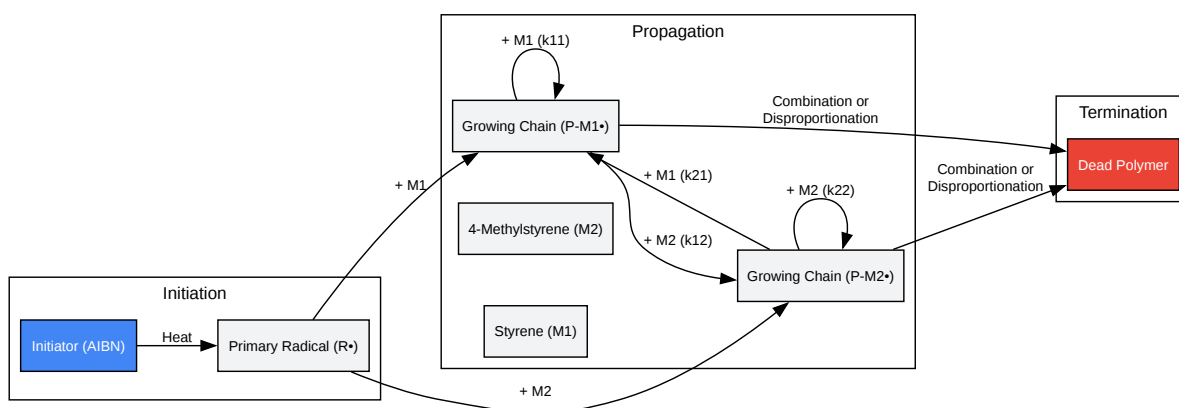 Propagation
+ M1 (k11)
Growing Chain (P-M1•)
Combination or
Disproportionation
Termination
Dead Polymer
Combination or
Disproportionation
+ M1 (k21)
+ M2 (k22)
+ M1
4-Methylstyrene (M2)
+ M2 (k12)
Growing Chain (P-M2•)
Initiation
Styrene (M1)
Initiator (AIBN)
Heat
Primary Radical (R•)
+ M2